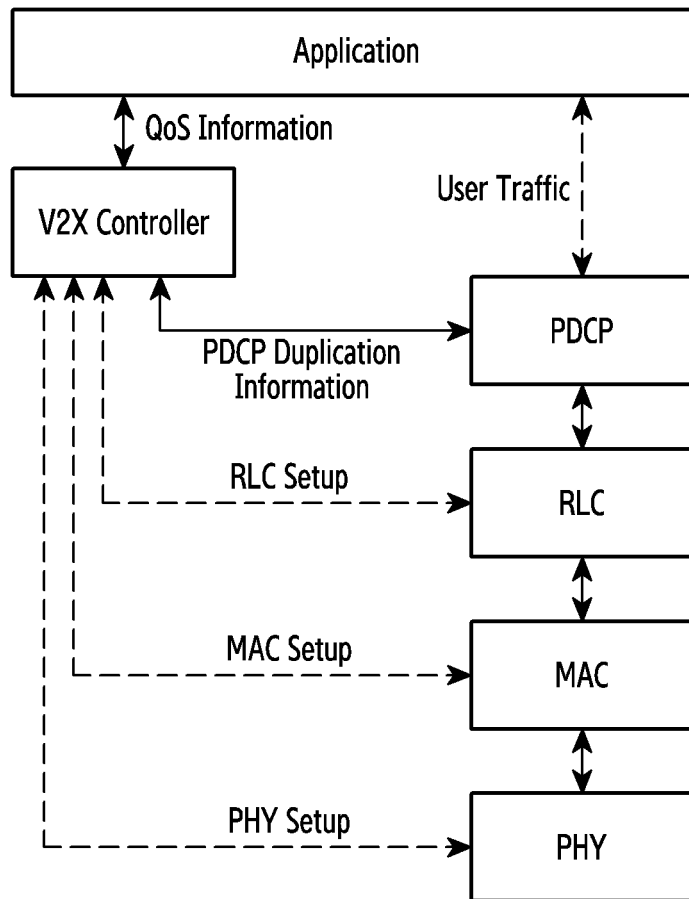 Application
QoS Information
User Traffic
V2X Controller
PDCP
PDCP Duplication
Information
RLC Setup
RLC
MAC Setup
MAC
PHY Setup
PHY